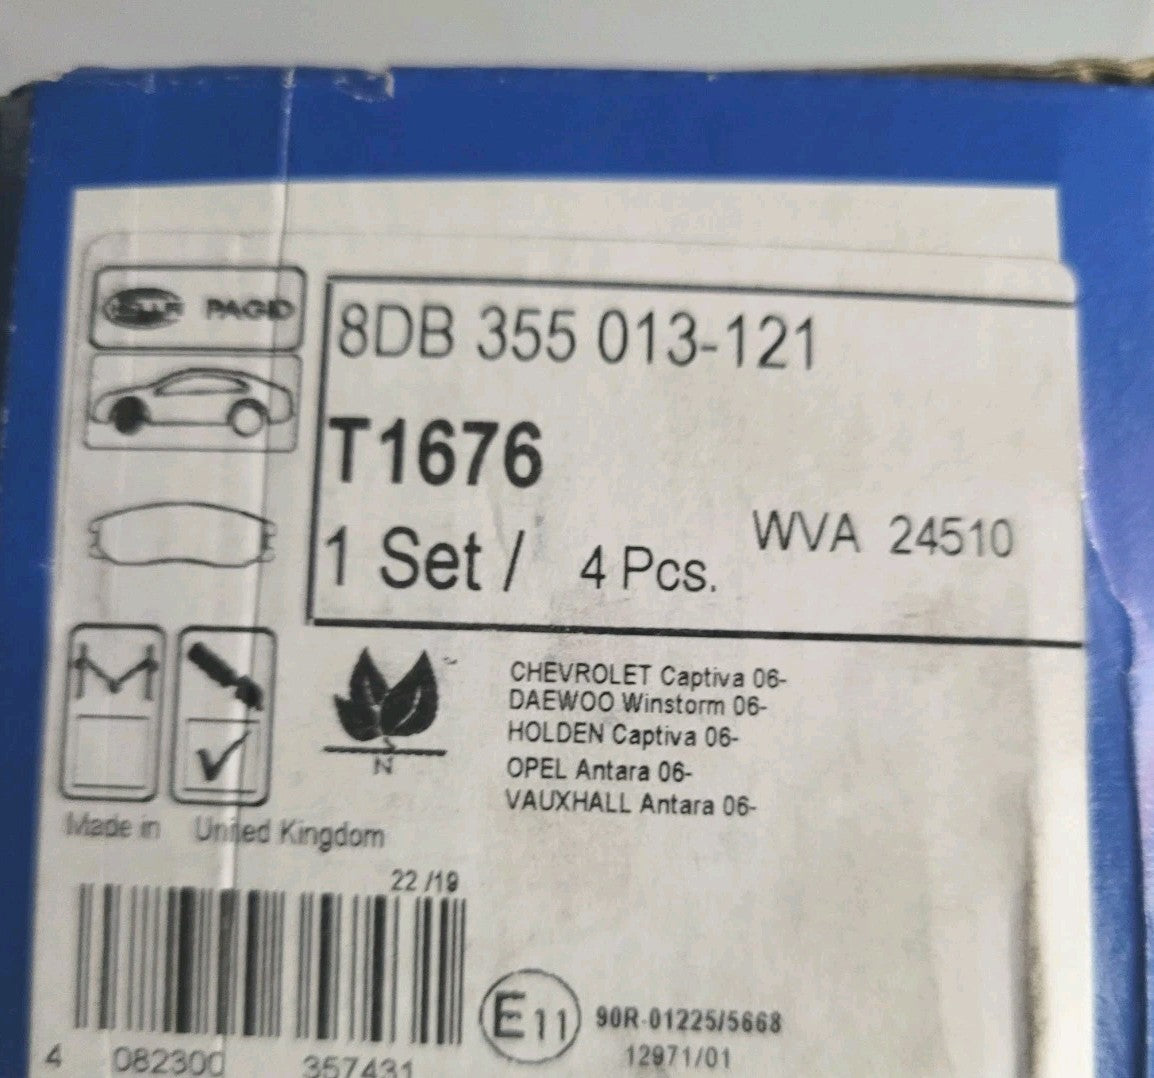 HELLA PAGID
8DB 355 013-121
T1676
1 Set / 4 Pcs.
WVA 24510
N
CHEVROLET Captiva 06-
DAEWOO Winstorm 06-
HOLDEN Captiva 06-
OPEL Antara 06-
VAUXHALL Antara 06-
Made in United Kingdom
22 /19
4 082300 357431
E11
90R-01225/5668
12971/01